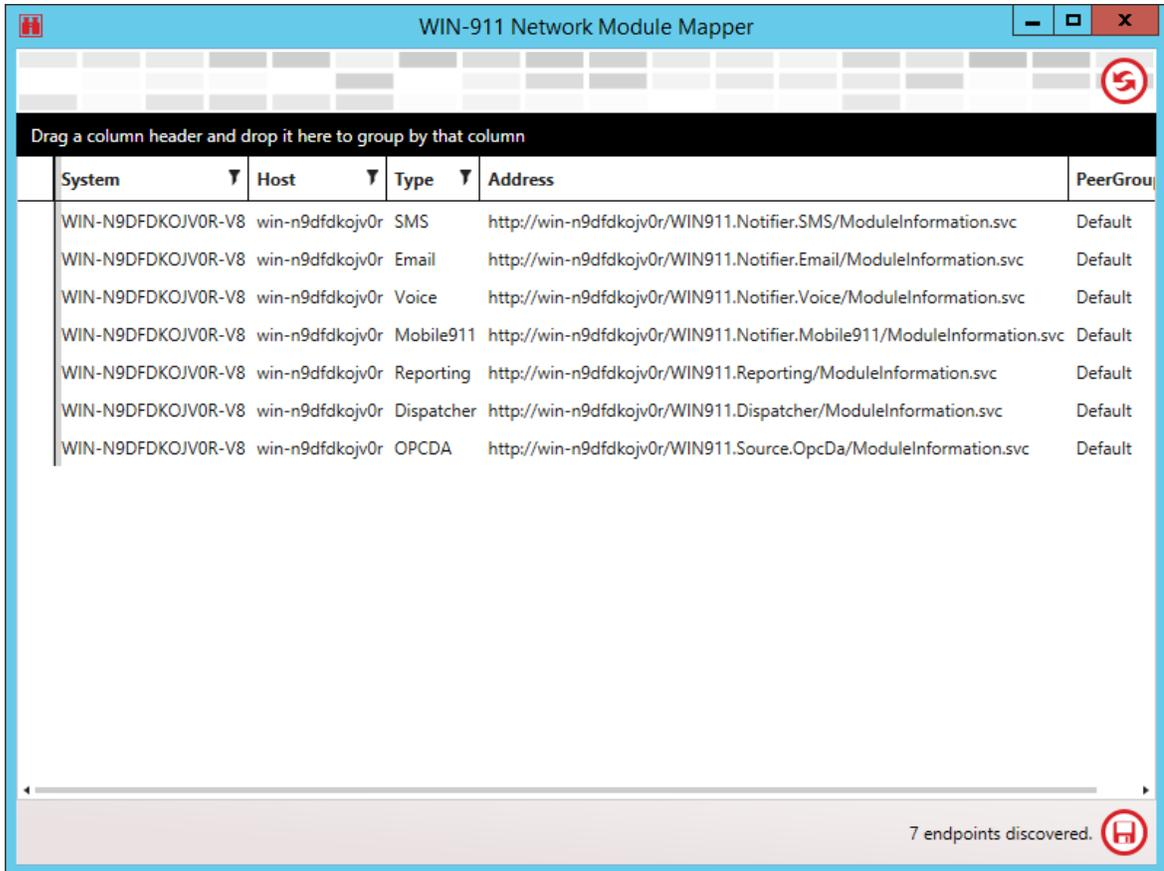 WIN-911 Network Module Mapper
Drag a column header and drop it here to group by that column
System Host Type Address PeerGrou
WIN-N9DFDKOJV0R-V8 win-n9dfdkojv0r SMS http://win-n9dfdkojv0r/WIN911.Notifier.SMS/ModuleInformation.svc Default
WIN-N9DFDKOJV0R-V8 win-n9dfdkojv0r Email http://win-n9dfdkojv0r/WIN911.Notifier.Email/ModuleInformation.svc Default
WIN-N9DFDKOJV0R-V8 win-n9dfdkojv0r Voice http://win-n9dfdkojv0r/WIN911.Notifier.Voice/ModuleInformation.svc Default
WIN-N9DFDKOJV0R-V8 win-n9dfdkojv0r Mobile911 http://win-n9dfdkojv0r/WIN911.Notifier.Mobile911/ModuleInformation.svc Default
WIN-N9DFDKOJV0R-V8 win-n9dfdkojv0r Reporting http://win-n9dfdkojv0r/WIN911.Reporting/ModuleInformation.svc Default
WIN-N9DFDKOJV0R-V8 win-n9dfdkojv0r Dispatcher http://win-n9dfdkojv0r/WIN911.Dispatcher/ModuleInformation.svc Default
WIN-N9DFDKOJV0R-V8 win-n9dfdkojv0r OPCDA http://win-n9dfdkojv0r/WIN911.Source.OpcDa/ModuleInformation.svc Default
7 endpoints discovered.